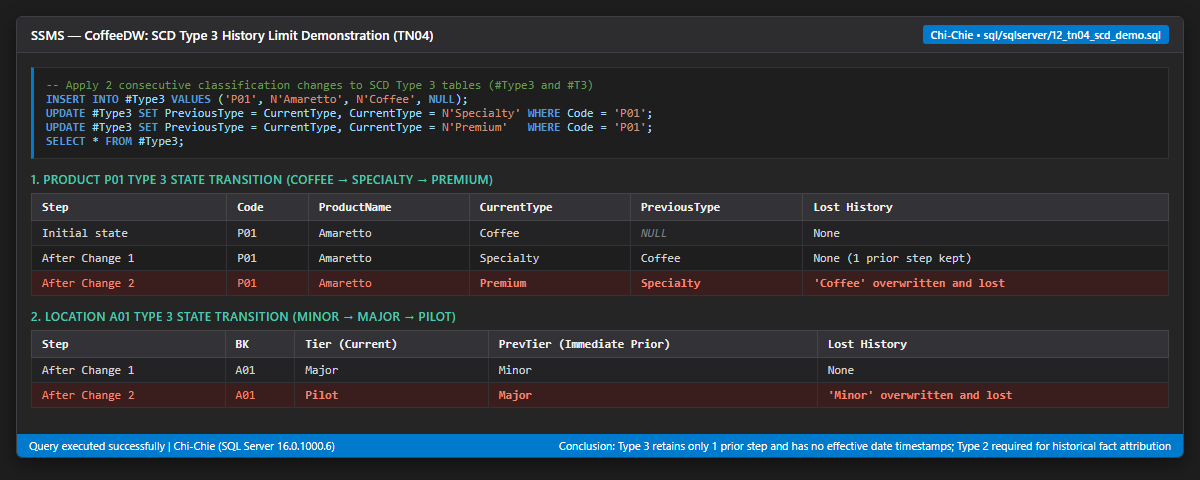 SSMS — CoffeeDW: SCD Type 3 History Limit Demonstration (TN04)
Chi-Chie • sql/sqlserver/12_tn04_scd_demo.sql
-- Apply 2 consecutive classification changes to SCD Type 3 tables (#Type3 and #T3)
INSERT INTO #Type3 VALUES ('P01', N'Amaretto', N'Coffee', NULL);
UPDATE #Type3 SET PreviousType = CurrentType, CurrentType = N'Specialty' WHERE Code = 'P01';
UPDATE #Type3 SET PreviousType = CurrentType, CurrentType = N'Premium'   WHERE Code = 'P01';
SELECT * FROM #Type3;
1. PRODUCT P01 TYPE 3 STATE TRANSITION (COFFEE → SPECIALTY → PREMIUM)
Step Code ProductName CurrentType PreviousType Lost History
Initial state P01 Amaretto Coffee NULL None
After Change 1 P01 Amaretto Specialty Coffee None (1 prior step kept)
After Change 2 P01 Amaretto Premium Specialty 'Coffee' overwritten and lost
2. LOCATION A01 TYPE 3 STATE TRANSITION (MINOR → MAJOR → PILOT)
Step BK Tier (Current) PrevTier (Immediate Prior) Lost History
After Change 1 A01 Major Minor None
After Change 2 A01 Pilot Major 'Minor' overwritten and lost
Query executed successfully | Chi-Chie (SQL Server 16.0.1000.6) Conclusion: Type 3 retains only 1 prior step and has no effective date timestamps; Type 2 required for historical fact attribution